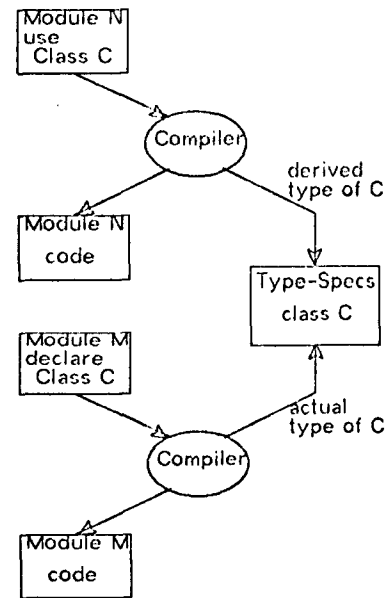 Module N
use
Class C
Compiler
derived
type of C
Module N
code
Type-Specs
class C
Module M
declare
Class C
actual
type of C
Compiler
Module M
code